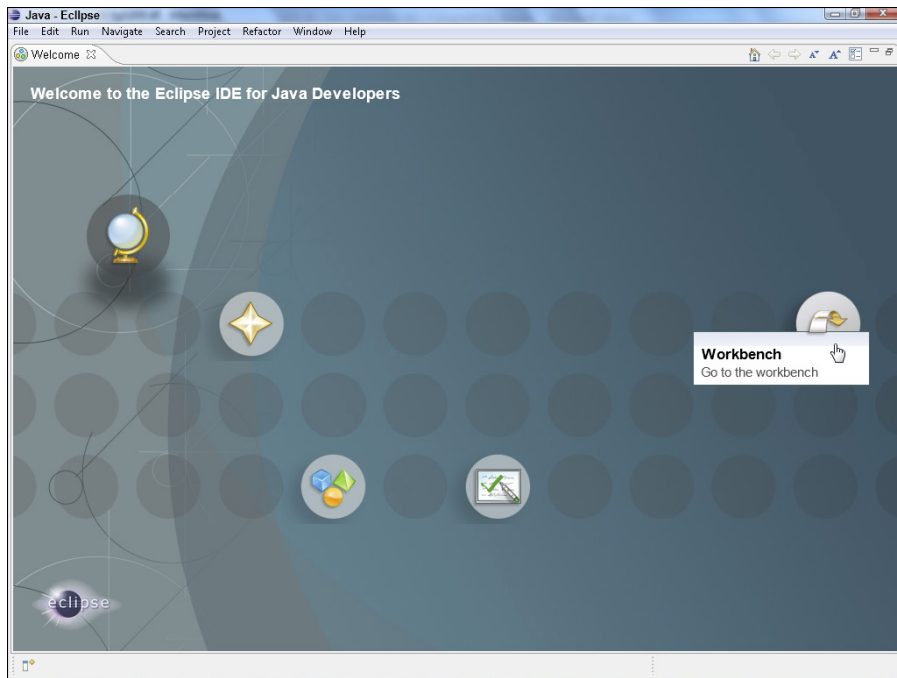 Java - Eclipse
File Edit Run Navigate Search Project Refactor Window Help
Welcome
Welcome to the Eclipse IDE for Java Developers
Workbench
Go to the workbench
eclipse